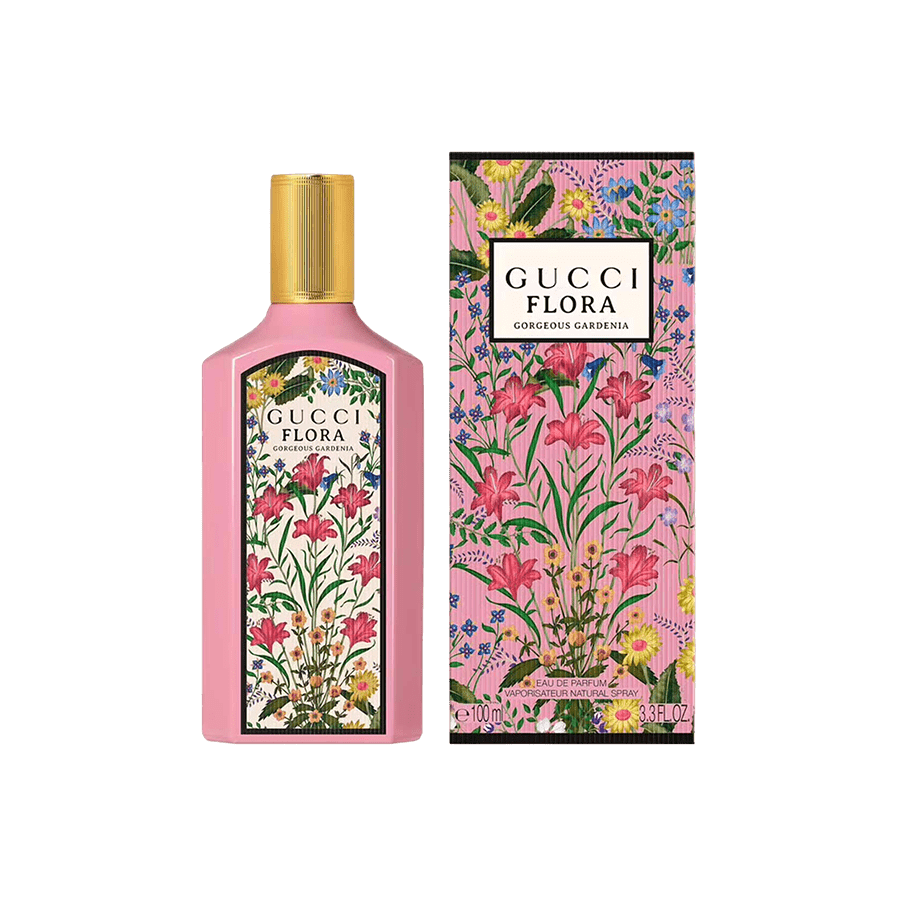 GUCCI
FLORA
GORGEOUS GARDENIA
GUCCI
FLORA
GORGEOUS GARDENIA
EAU DE PARFUM
VAPORISATEUR NATURAL SPRAY
℮100 ml 3.3 FL.OZ.